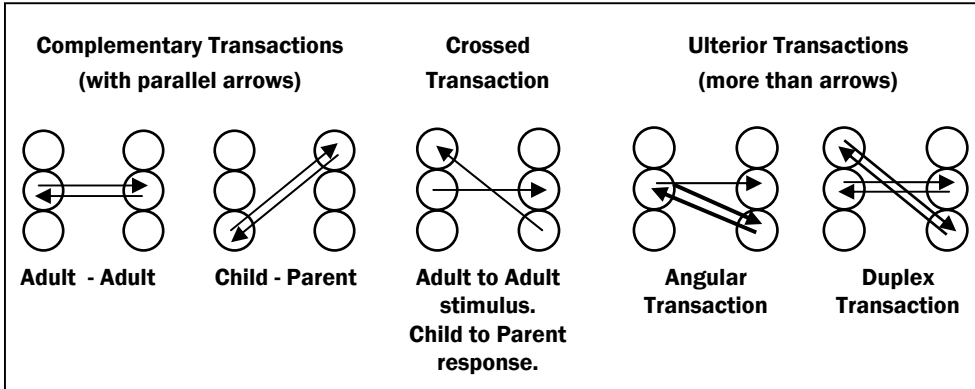 Complementary Transactions
(with parallel arrows)
Crossed
Transaction
Ulterior Transactions
(more than arrows)
Adult - Adult
Child - Parent
Adult to Adult
stimulus.
Child to Parent
response.
Angular
Transaction
Duplex
Transaction